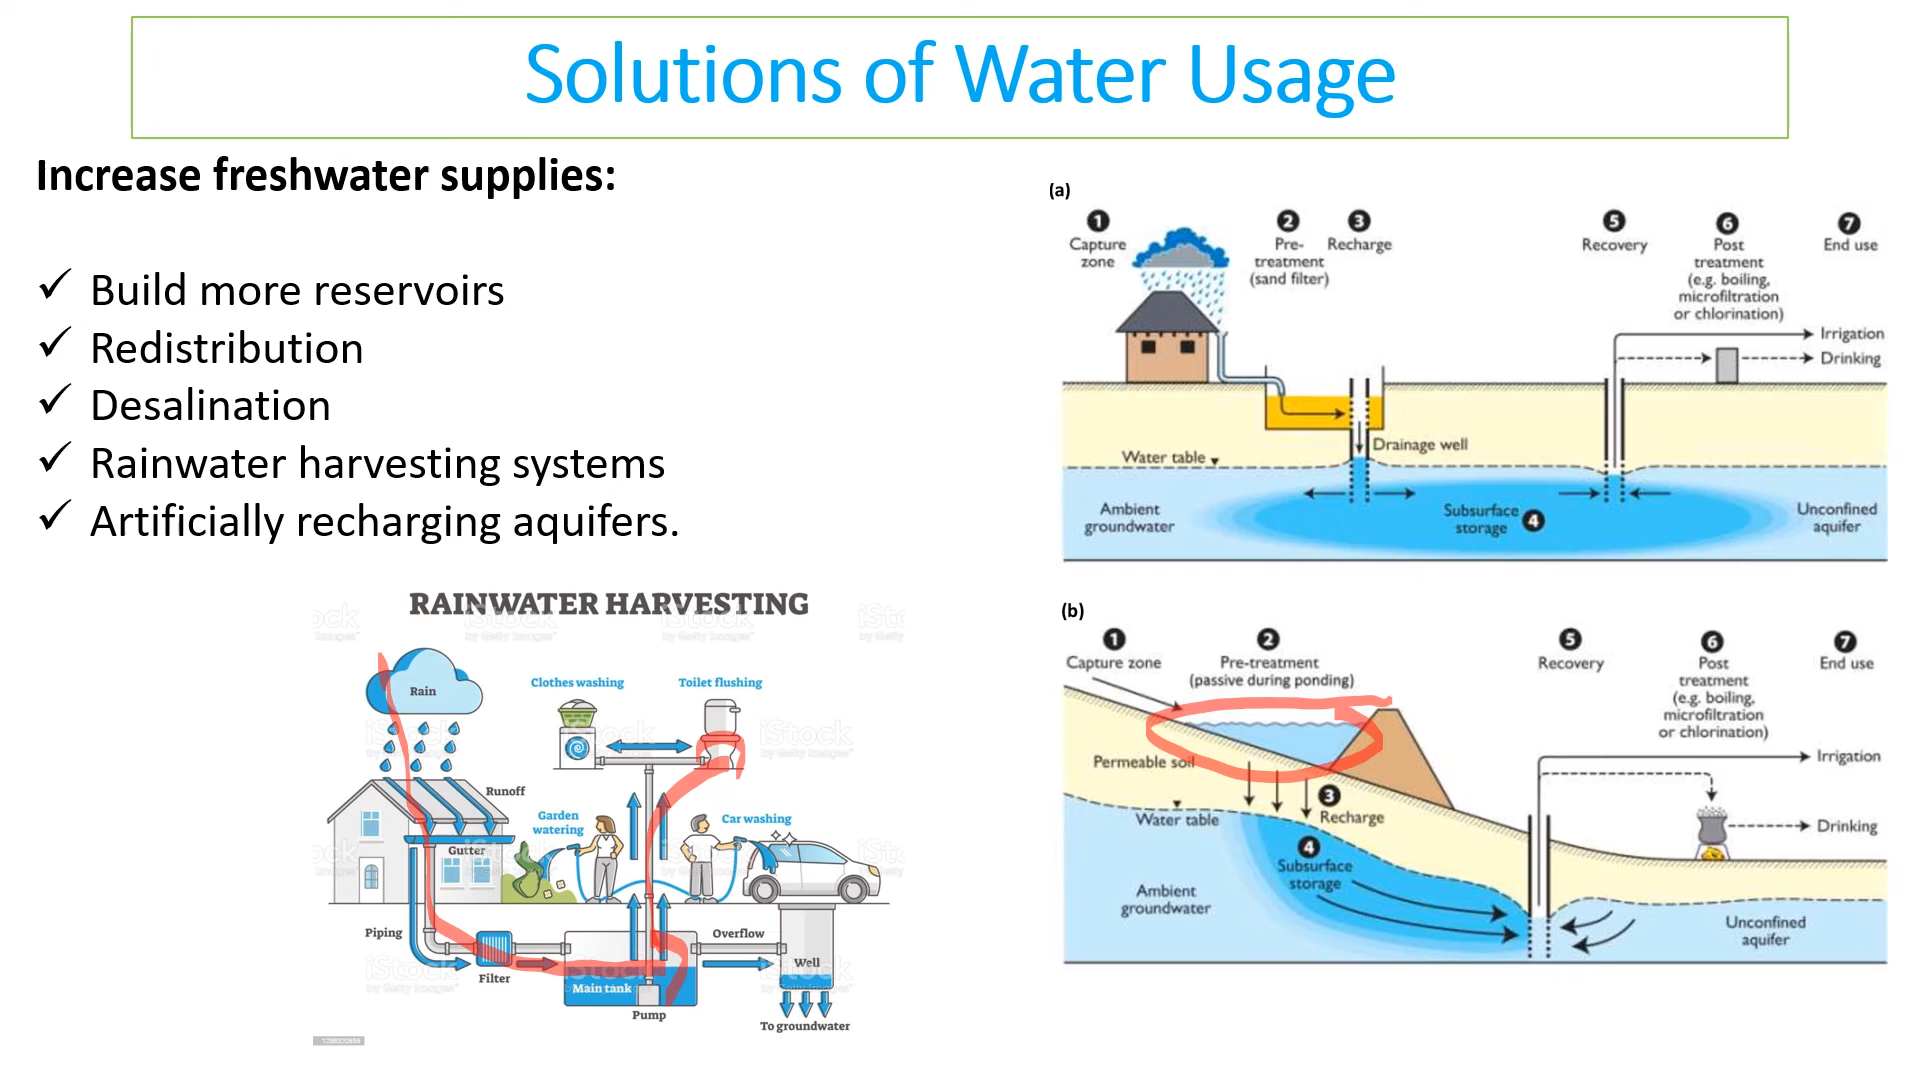 Solutions of Water Usage
Increase freshwater supplies:
✓ Build more reservoirs
✓ Redistribution
✓ Desalination
✓ Rainwater harvesting systems
✓ Artificially recharging aquifers.
RAINWATER HARVESTING
Rain
Clothes washing
Toilet flushing
Runoff
Garden
watering
Car washing
Gutter
Piping
Filter
Main tank
Pump
Overflow
Well
To groundwater
iStock
by Getty Images"
(a)
1 2 3 5 6 7
Capture
zone
Pre-
treatment
(sand filter)
Recharge
Recovery
Post
treatment
(e.g. boiling,
microfiltration
or chlorination)
End use
Irrigation
Drinking
Drainage well
Water table
Ambient
groundwater
Subsurface
storage 4
Unconfined
aquifer
(b)
1 2 5 6 7
Capture zone
Pre-treatment
(passive during ponding)
Recovery
Post
treatment
(e.g. boiling,
microfiltration
or chlorination)
End use
Permeable soil
Irrigation
3
Recharge
Water table
Drinking
4
Subsurface
storage
Ambient
groundwater
Unconfined
aquifer